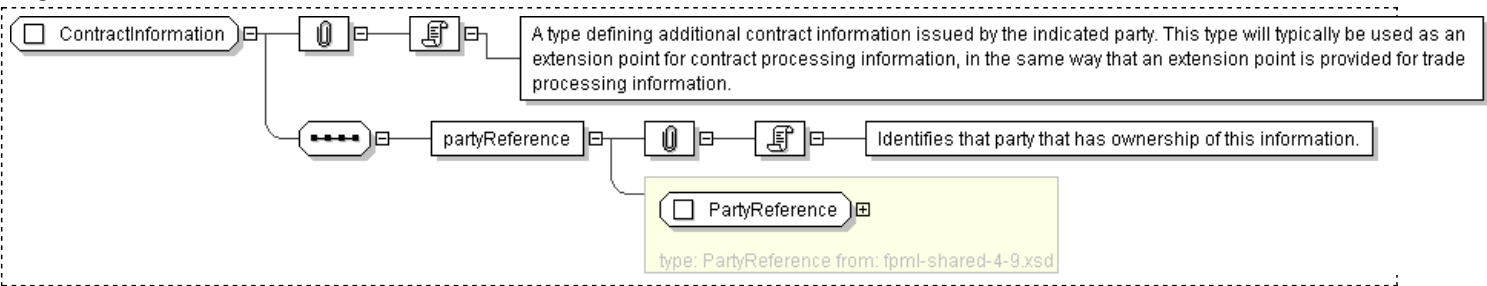 ContractInformation
A type defining additional contract information issued by the indicated party. This type will typically be used as an
extension point for contract processing information, in the same way that an extension point is provided for trade
processing information.
partyReference
Identifies that party that has ownership of this information.
PartyReference
type: PartyReference from: fpml-shared-4-9.xsd